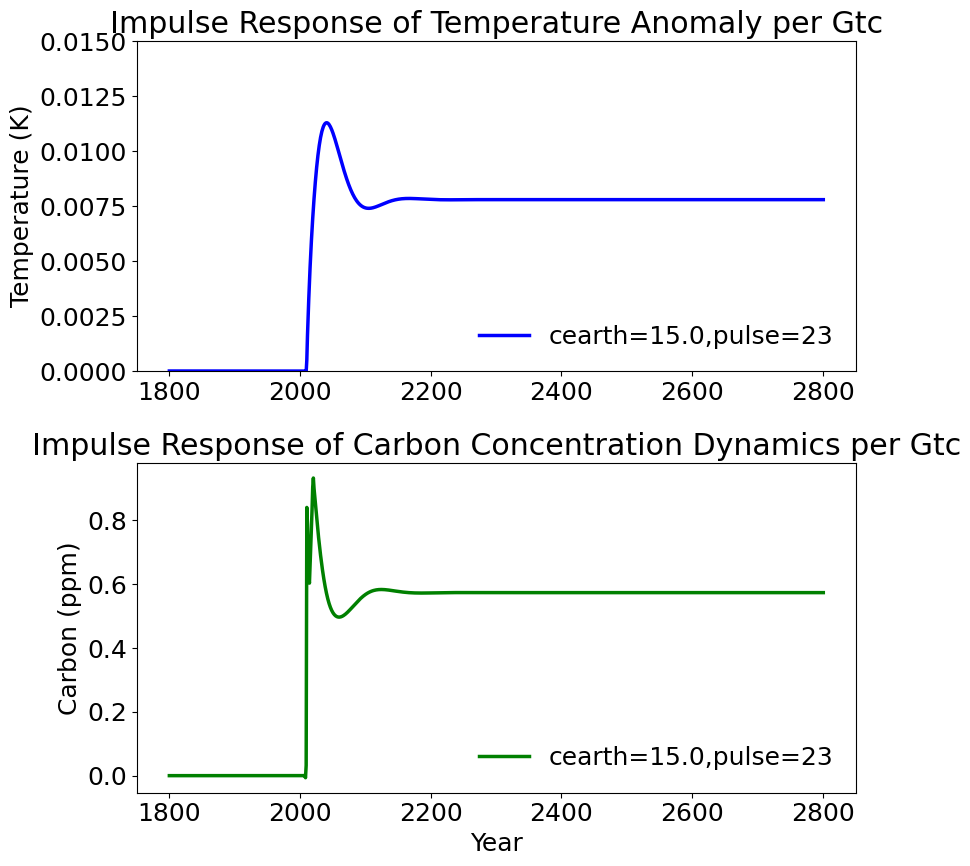 Impulse Response of Temperature Anomaly per Gtc
0.0150
0.0125
0.0100
0.0075
0.0050
0.0025
0.0000
Temperature (K)
cearth=15.0,pulse=23
1800 2000 2200 2400 2600 2800
Impulse Response of Carbon Concentration Dynamics per Gtc
0.8
0.6
0.4
0.2
0.0
Carbon (ppm)
cearth=15.0,pulse=23
1800 2000 2200 2400 2600 2800
Year